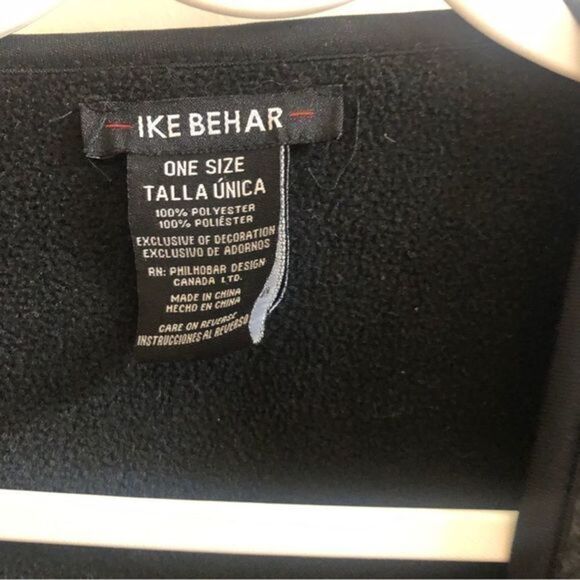 IKE BEHAR
ONE SIZE
TALLA ÚNICA
100% POLYESTER
100% POLIÉSTER
EXCLUSIVE OF DECORATION
EXCLUSIVO DE ADORNOS
RN: PHILHOBAR DESIGN
CANADA LTD.
MADE IN CHINA
HECHO EN CHINA
CARE ON REVERSE
INSTRUCCIONES AL REVERSO